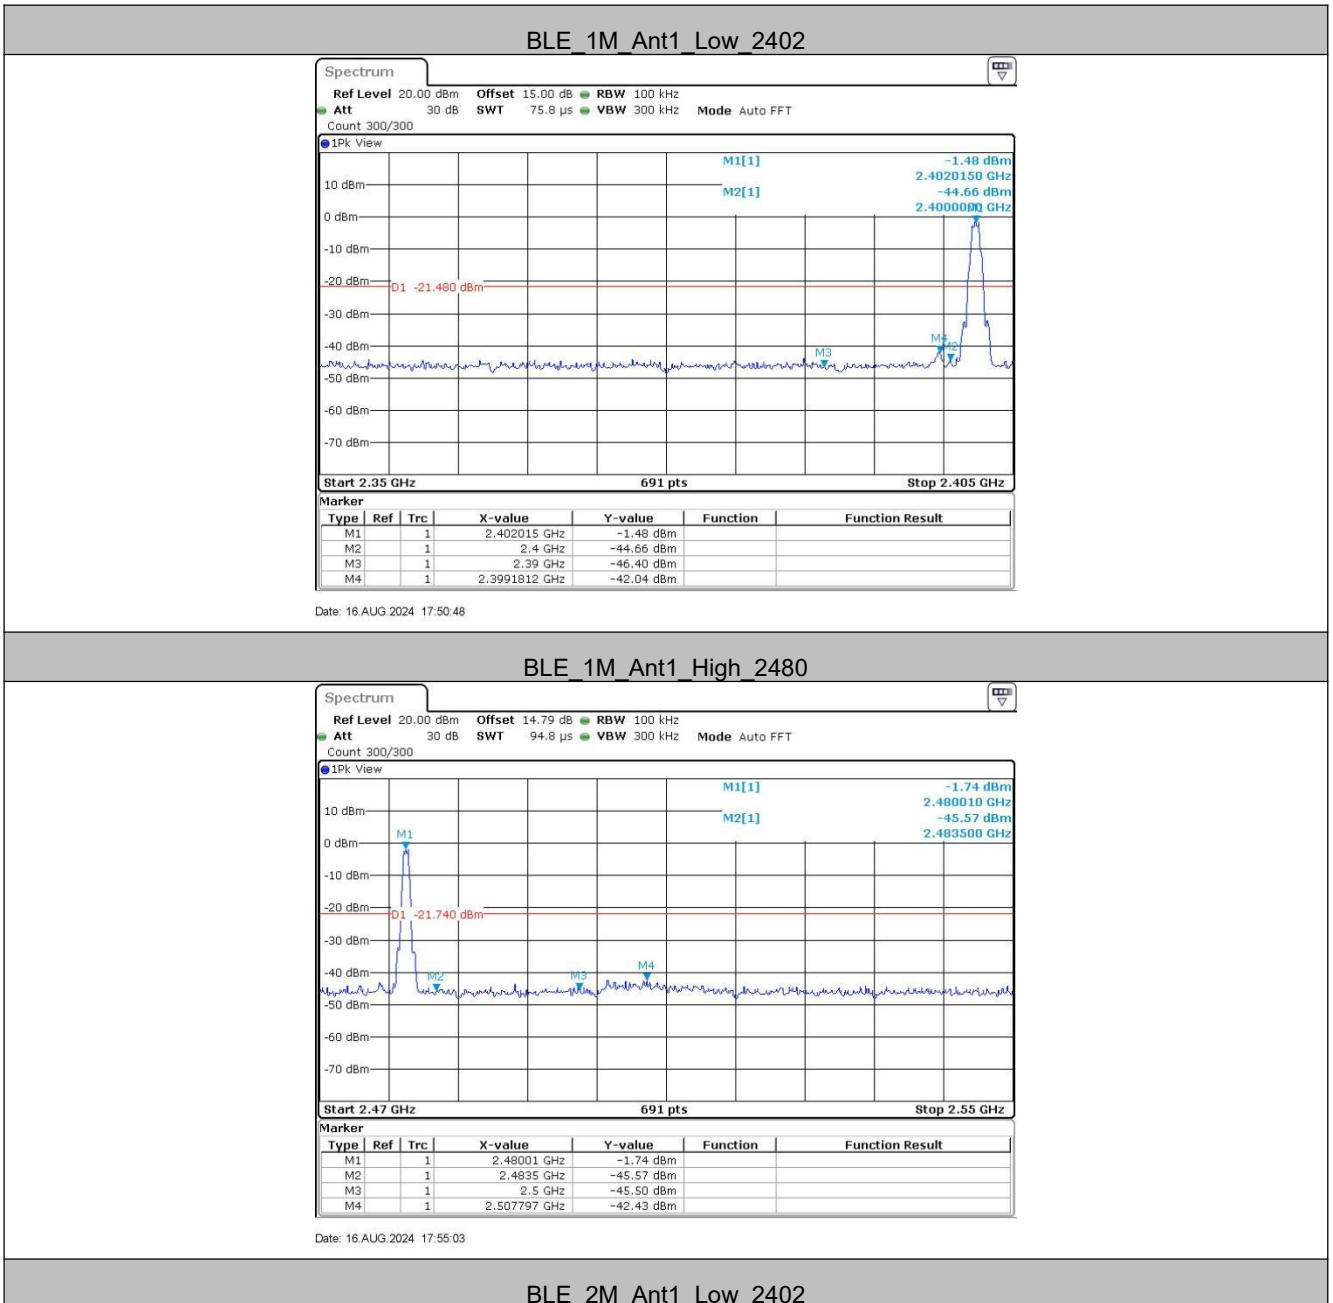 BLE_1M_Ant1_Low_2402
Spectrum
Ref Level 20.00 dBm Offset 15.00 dB RBW 100 kHz
Att 30 dB SWT 75.8 µs VBW 300 kHz Mode Auto FFT
Count 300/300
1Pk View
M1[1] -1.48 dBm
2.4020150 GHz
10 dBm
M2[1] -44.66 dBm
2.4000000 GHz
M1
0 dBm
-10 dBm
-20 dBm
D1 -21.480 dBm
-30 dBm
-40 dBm
M3
M4
M2
-50 dBm
-60 dBm
-70 dBm
Start 2.35 GHz 691 pts Stop 2.405 GHz
Marker
Type Ref Trc X-value Y-value Function Function Result
M1 1 2.402015 GHz -1.48 dBm
M2 1 2.4 GHz -44.66 dBm
M3 1 2.39 GHz -46.40 dBm
M4 1 2.3991812 GHz -42.04 dBm
Date: 16.AUG.2024 17:50:48
BLE_1M_Ant1_High_2480
Spectrum
Ref Level 20.00 dBm Offset 14.79 dB RBW 100 kHz
Att 30 dB SWT 94.8 µs VBW 300 kHz Mode Auto FFT
Count 300/300
1Pk View
M1[1] -1.74 dBm
2.480010 GHz
10 dBm
M2[1] -45.57 dBm
2.483500 GHz
M1
0 dBm
-10 dBm
-20 dBm
D1 -21.740 dBm
-30 dBm
-40 dBm
M2
M3
M4
-50 dBm
-60 dBm
-70 dBm
Start 2.47 GHz 691 pts Stop 2.55 GHz
Marker
Type Ref Trc X-value Y-value Function Function Result
M1 1 2.48001 GHz -1.74 dBm
M2 1 2.4835 GHz -45.57 dBm
M3 1 2.5 GHz -45.50 dBm
M4 1 2.507797 GHz -42.43 dBm
Date: 16.AUG.2024 17:55:03
BLE_2M_Ant1_Low_2402